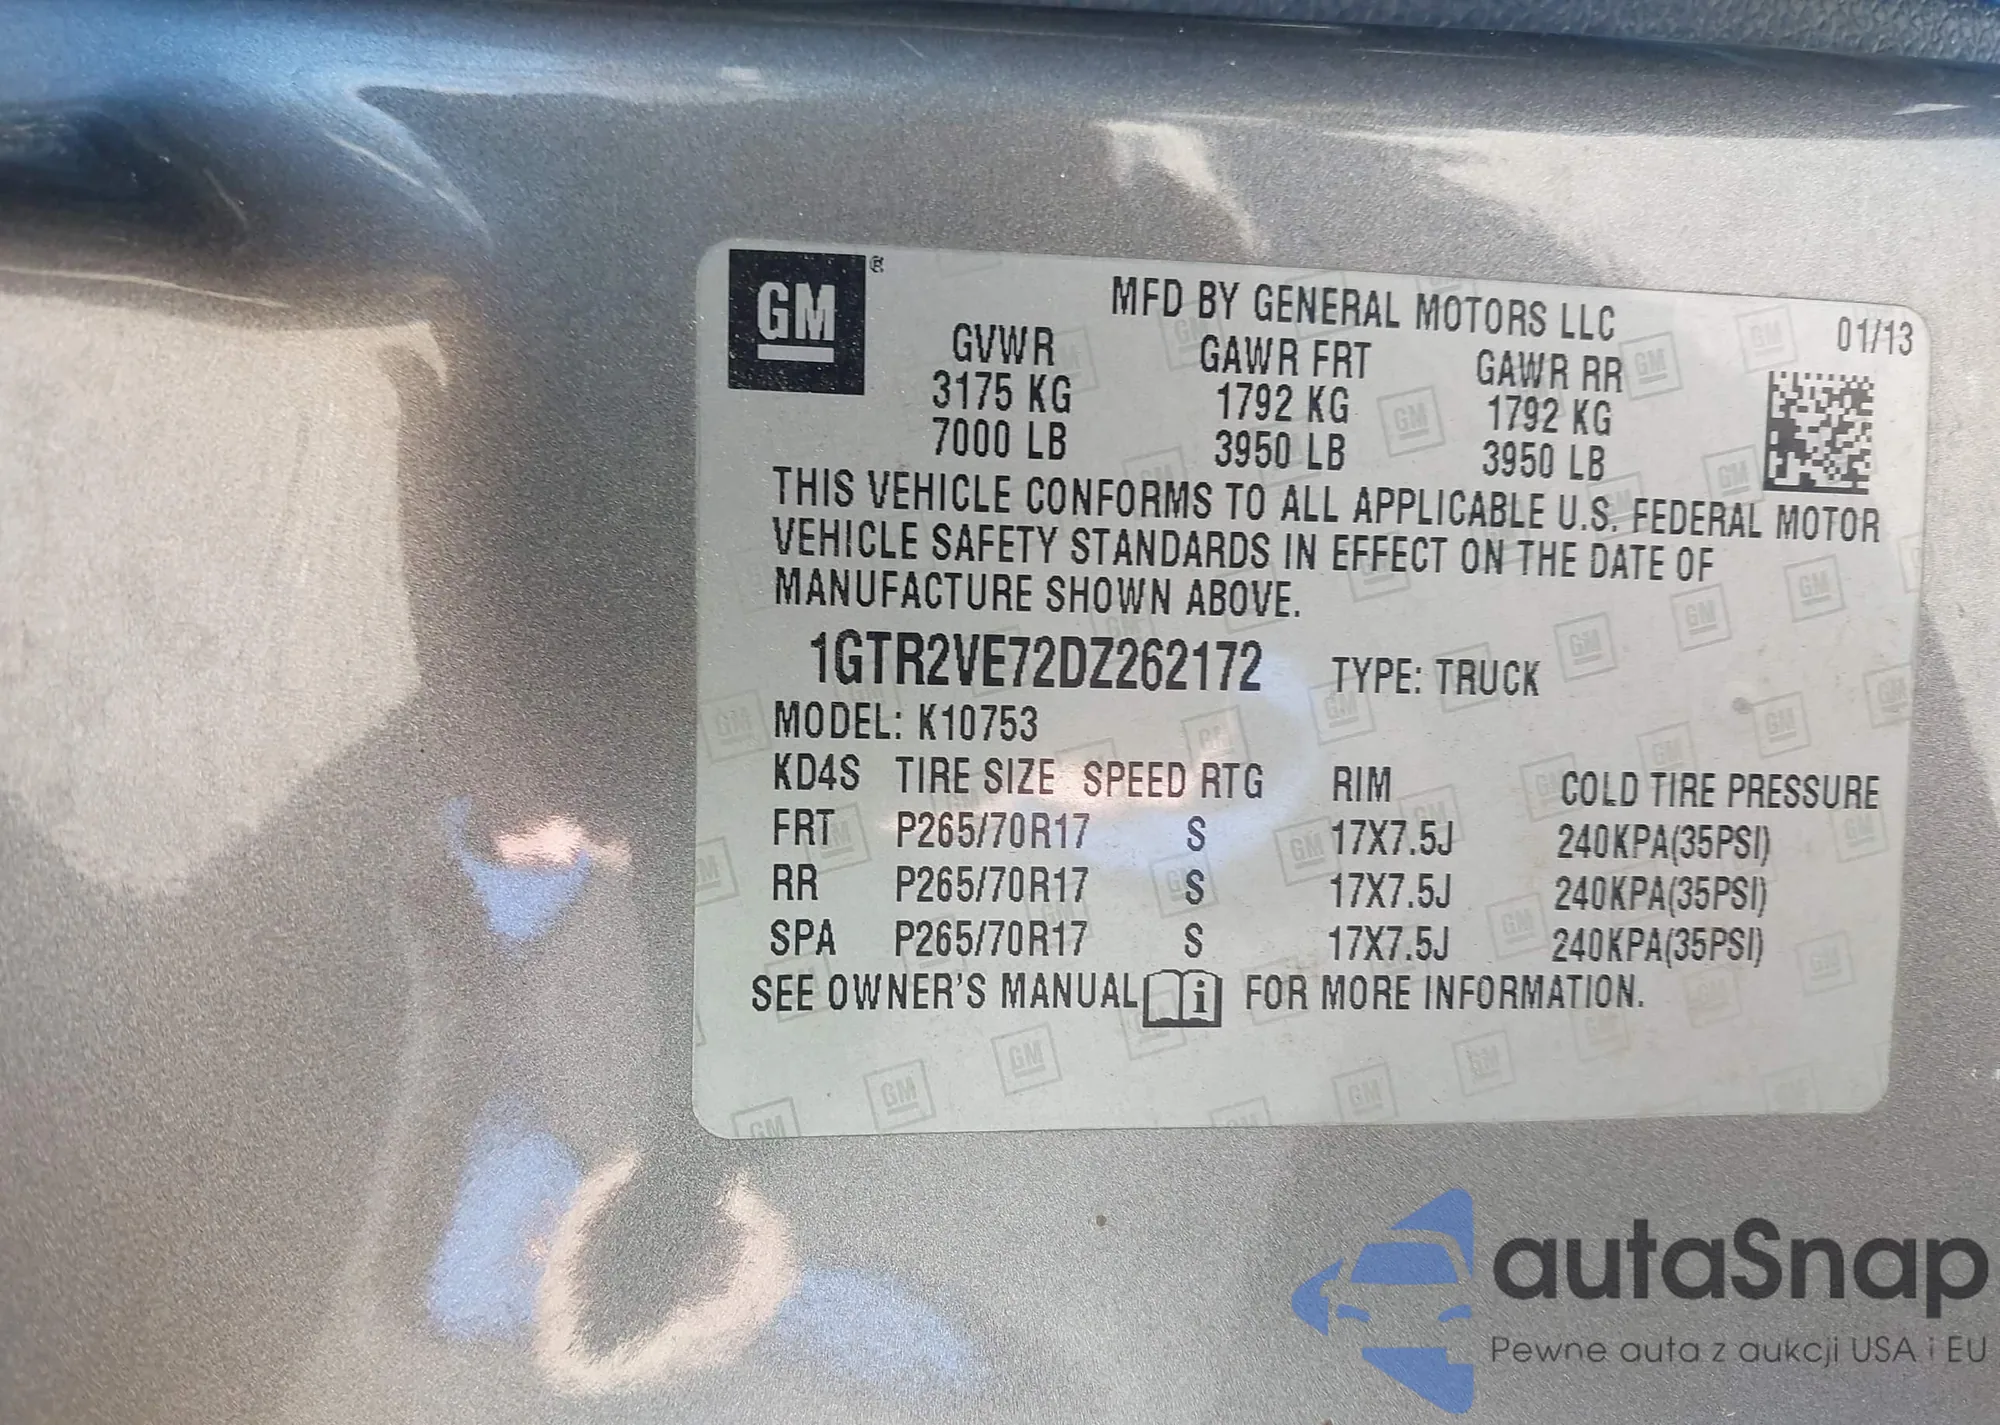 GM®
MFD BY GENERAL MOTORS LLC 01/13
GVWR GAWR FRT GAWR RR
3175 KG 1792 KG 1792 KG
7000 LB 3950 LB 3950 LB
THIS VEHICLE CONFORMS TO ALL APPLICABLE U.S. FEDERAL MOTOR
VEHICLE SAFETY STANDARDS IN EFFECT ON THE DATE OF
MANUFACTURE SHOWN ABOVE.
1GTR2VE72DZ262172 TYPE: TRUCK
MODEL: K10753
KD4S TIRE SIZE SPEED RTG RIM COLD TIRE PRESSURE
FRT P265/70R17 S 17X7.5J 240KPA(35PSI)
RR P265/70R17 S 17X7.5J 240KPA(35PSI)
SPA P265/70R17 S 17X7.5J 240KPA(35PSI)
SEE OWNER'S MANUAL i FOR MORE INFORMATION.
autaSnap
Pewne auta z aukcji USA i EU